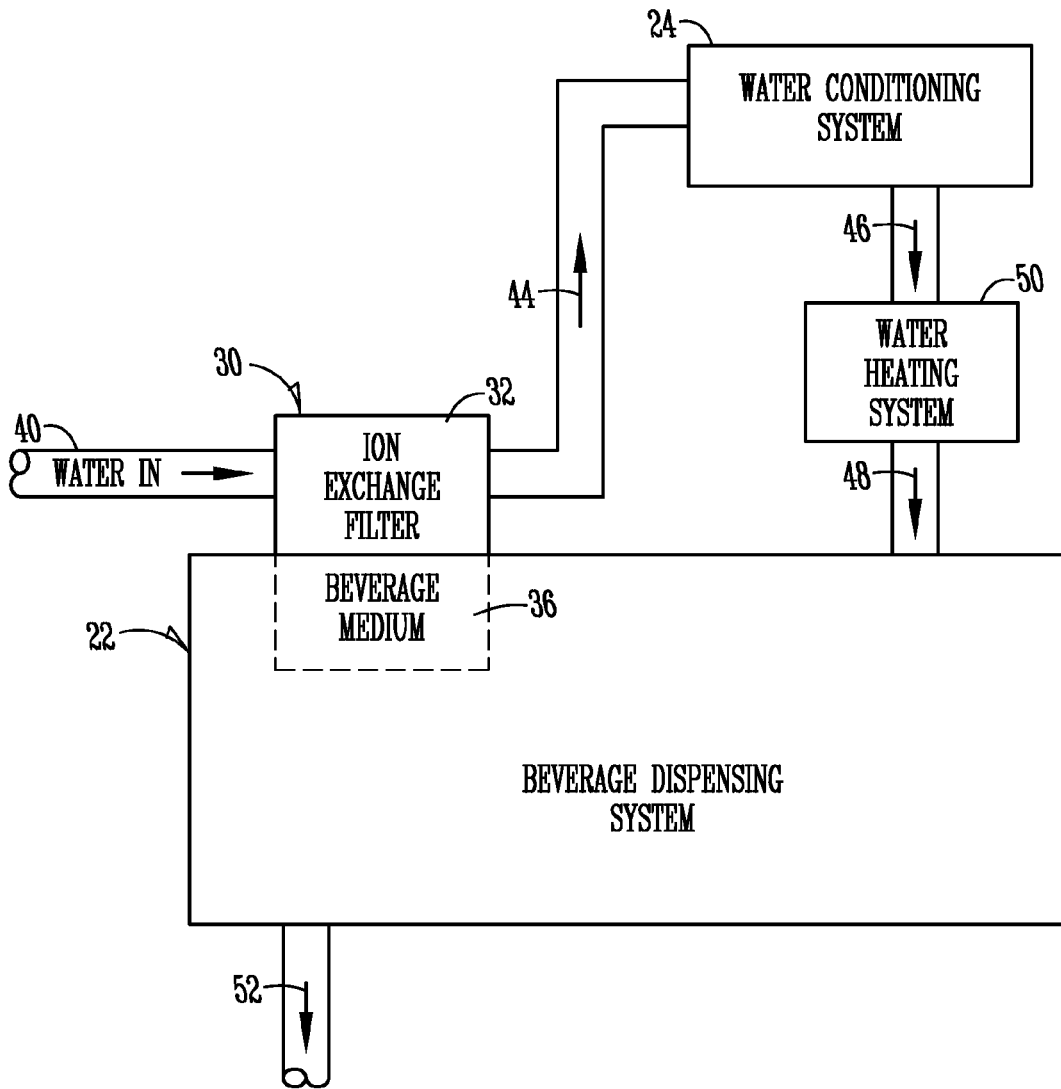 24
WATER CONDITIONING
SYSTEM
46
50
44
WATER
HEATING
SYSTEM
30
32
40
WATER IN
ION
EXCHANGE
FILTER
48
BEVERAGE
MEDIUM
36
22
BEVERAGE DISPENSING
SYSTEM
52